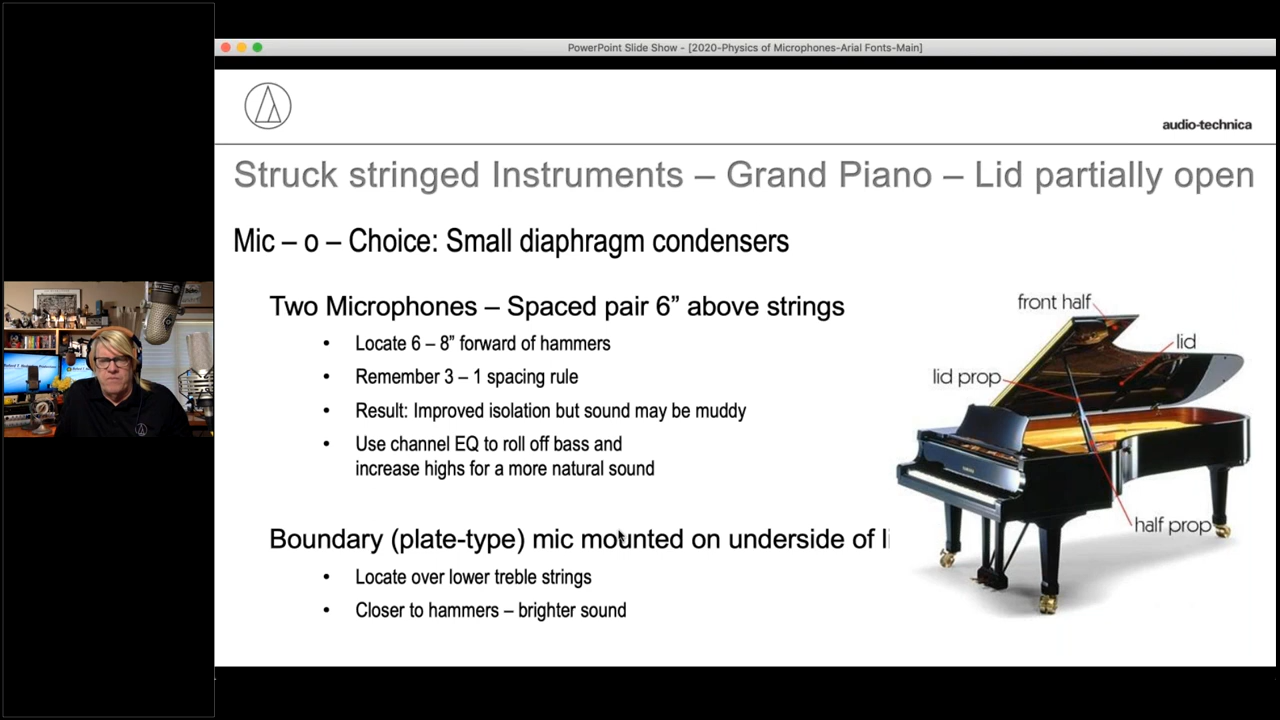 PowerPoint Slide Show - [2020-Physics of Microphones-Arial Fonts-Main]
audio-technica
Struck stringed Instruments – Grand Piano – Lid partially open
Mic – o – Choice: Small diaphragm condensers
Two Microphones – Spaced pair 6” above strings
• Locate 6 – 8” forward of hammers
• Remember 3 – 1 spacing rule
• Result: Improved isolation but sound may be muddy
• Use channel EQ to roll off bass and
increase highs for a more natural sound
Boundary (plate-type) mic mounted on underside of li
• Locate over lower treble strings
• Closer to hammers – brighter sound
front half
lid
lid prop
half prop